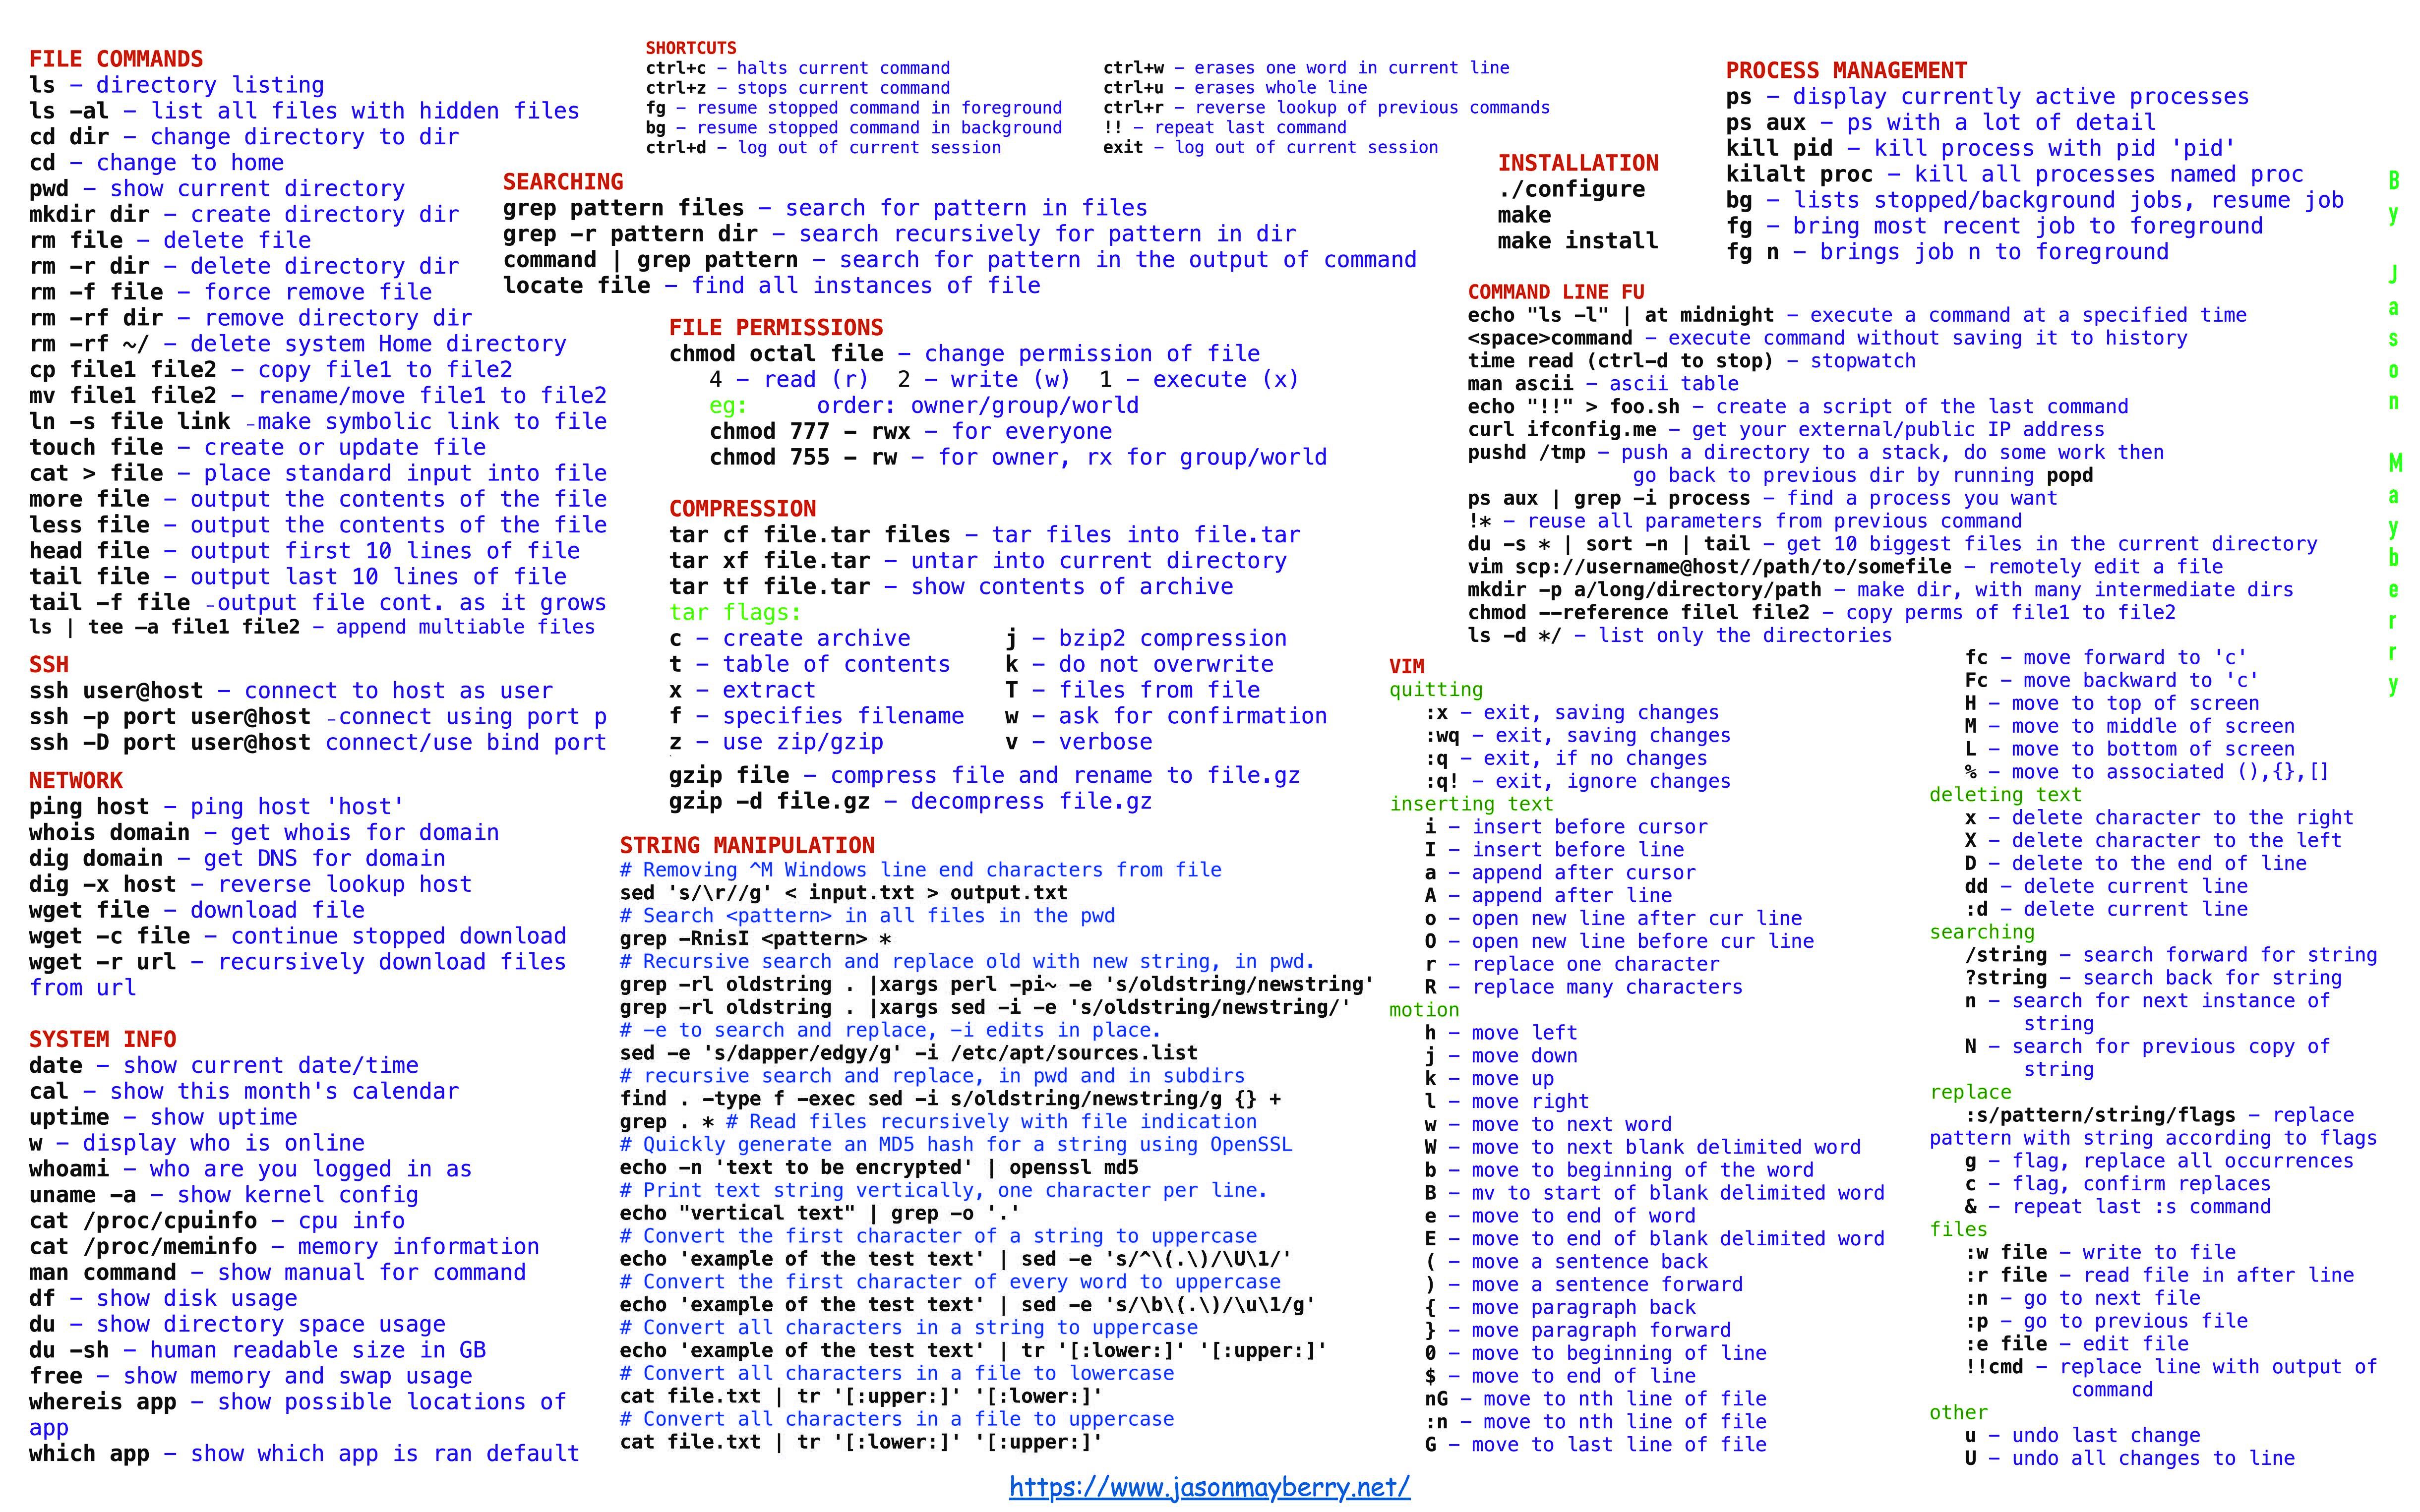 FILE COMMANDS
ls – directory listing
ls –al – list all files with hidden files
cd dir – change directory to dir
cd – change to home
pwd – show current directory
mkdir dir – create directory dir
rm file – delete file
rm –r dir – delete directory dir
rm –f file – force remove file
rm –rf dir – remove directory dir
rm –rf ~/ – delete system Home directory
cp file1 file2 – copy file1 to file2
mv file1 file2 – rename/move file1 to file2
ln –s file link –make symbolic link to file
touch file – create or update file
cat > file – place standard input into file
more file – output the contents of the file
less file – output the contents of the file
head file – output first 10 lines of file
tail file – output last 10 lines of file
tail –f file –output file cont. as it grows
ls | tee –a file1 file2 – append multiable files
SSH
ssh user@host – connect to host as user
ssh –p port user@host –connect using port p
ssh –D port user@host connect/use bind port
NETWORK
ping host – ping host 'host'
whois domain – get whois for domain
dig domain – get DNS for domain
dig –x host – reverse lookup host
wget file – download file
wget –c file – continue stopped download
wget –r url – recursively download files
from url
SYSTEM INFO
date – show current date/time
cal – show this month's calendar
uptime – show uptime
w – display who is online
whoami – who are you logged in as
uname –a – show kernel config
cat /proc/cpuinfo – cpu info
cat /proc/meminfo – memory information
man command – show manual for command
df – show disk usage
du – show directory space usage
du –sh – human readable size in GB
free – show memory and swap usage
whereis app – show possible locations of
app
which app – show which app is ran default
SHORTCUTS
ctrl+c – halts current command
ctrl+z – stops current command
fg – resume stopped command in foreground
bg – resume stopped command in background
ctrl+d – log out of current session
ctrl+w – erases one word in current line
ctrl+u – erases whole line
ctrl+r – reverse lookup of previous commands
!! – repeat last command
exit – log out of current session
SEARCHING
grep pattern files – search for pattern in files
grep –r pattern dir – search recursively for pattern in dir
command | grep pattern – search for pattern in the output of command
locate file – find all instances of file
FILE PERMISSIONS
chmod octal file – change permission of file
4 – read (r) 2 – write (w) 1 – execute (x)
eg: order: owner/group/world
chmod 777 – rwx – for everyone
chmod 755 – rw – for owner, rx for group/world
COMPRESSION
tar cf file.tar files – tar files into file.tar
tar xf file.tar – untar into current directory
tar tf file.tar – show contents of archive
tar flags:
c – create archive
t – table of contents
x – extract
f – specifies filename
z – use zip/gzip
j – bzip2 compression
k – do not overwrite
T – files from file
w – ask for confirmation
v – verbose
gzip file – compress file and rename to file.gz
gzip –d file.gz – decompress file.gz
STRING MANIPULATION
# Removing ^M Windows line end characters from file
sed 's/\r//g' < input.txt > output.txt
# Search <pattern> in all files in the pwd
grep –RnisI <pattern> *
# Recursive search and replace old with new string, in pwd.
grep –rl oldstring . |xargs perl –pi~ –e 's/oldstring/newstring'
grep –rl oldstring . |xargs sed –i –e 's/oldstring/newstring/'
# –e to search and replace, –i edits in place.
sed –e 's/dapper/edgy/g' –i /etc/apt/sources.list
# recursive search and replace, in pwd and in subdirs
find . –type f –exec sed –i s/oldstring/newstring/g {} +
grep . * # Read files recursively with file indication
# Quickly generate an MD5 hash for a string using OpenSSL
echo –n 'text to be encrypted' | openssl md5
# Print text string vertically, one character per line.
echo "vertical text" | grep –o '.'
# Convert the first character of a string to uppercase
echo 'example of the test text' | sed –e 's/^\(.\)/\U\1/'
# Convert the first character of every word to uppercase
echo 'example of the test text' | sed –e 's/\b\(.\)/\u\1/g'
# Convert all characters in a string to uppercase
echo 'example of the test text' | tr '[:lower:]' '[:upper:]'
# Convert all characters in a file to lowercase
cat file.txt | tr '[:upper:]' '[:lower:]'
# Convert all characters in a file to uppercase
cat file.txt | tr '[:lower:]' '[:upper:]'
INSTALLATION
./configure
make
make install
PROCESS MANAGEMENT
ps – display currently active processes
ps aux – ps with a lot of detail
kill pid – kill process with pid 'pid'
kilalt proc – kill all processes named proc
bg – lists stopped/background jobs, resume job
fg – bring most recent job to foreground
fg n – brings job n to foreground
COMMAND LINE FU
echo "ls –l" | at midnight – execute a command at a specified time
<space>command – execute command without saving it to history
time read (ctrl–d to stop) – stopwatch
man ascii – ascii table
echo "!!" > foo.sh – create a script of the last command
curl ifconfig.me – get your external/public IP address
pushd /tmp – push a directory to a stack, do some work then
go back to previous dir by running popd
ps aux | grep –i process – find a process you want
!* – reuse all parameters from previous command
du –s * | sort –n | tail – get 10 biggest files in the current directory
vim scp://username@host//path/to/somefile – remotely edit a file
mkdir –p a/long/directory/path – make dir, with many intermediate dirs
chmod ––reference filel file2 – copy perms of file1 to file2
ls –d */ – list only the directories
VIM
quitting
:x – exit, saving changes
:wq – exit, saving changes
:q – exit, if no changes
:q! – exit, ignore changes
inserting text
i – insert before cursor
I – insert before line
a – append after cursor
A – append after line
o – open new line after cur line
O – open new line before cur line
r – replace one character
R – replace many characters
motion
h – move left
j – move down
k – move up
l – move right
w – move to next word
W – move to next blank delimited word
b – move to beginning of the word
B – mv to start of blank delimited word
e – move to end of word
E – move to end of blank delimited word
( – move a sentence back
) – move a sentence forward
{ – move paragraph back
} – move paragraph forward
0 – move to beginning of line
$ – move to end of line
nG – move to nth line of file
:n – move to nth line of file
G – move to last line of file
fc – move forward to 'c'
Fc – move backward to 'c'
H – move to top of screen
M – move to middle of screen
L – move to bottom of screen
% – move to associated (),{},[]
deleting text
x – delete character to the right
X – delete character to the left
D – delete to the end of line
dd – delete current line
:d – delete current line
searching
/string – search forward for string
?string – search back for string
n – search for next instance of
string
N – search for previous copy of
string
replace
:s/pattern/string/flags – replace
pattern with string according to flags
g – flag, replace all occurrences
c – flag, confirm replaces
& – repeat last :s command
files
:w file – write to file
:r file – read file in after line
:n – go to next file
:p – go to previous file
:e file – edit file
!!cmd – replace line with output of
command
other
u – undo last change
U – undo all changes to line
By Jason Mayberry
https://www.jasonmayberry.net/